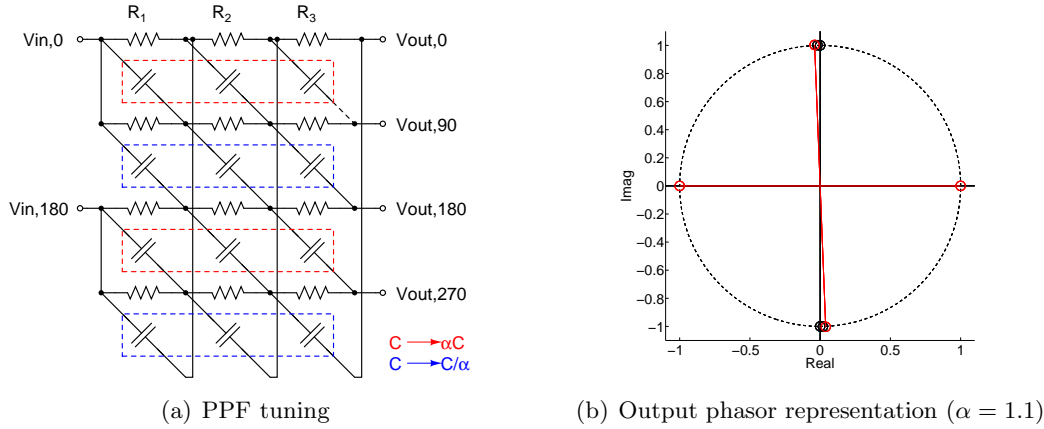 R1 R2 R3
Vin,0 Vout,0
Vout,90
Vin,180 Vout,180
Vout,270
C → αC
C → C/α
1
0.8
0.6
0.4
0.2
0
−0.2
−0.4
−0.6
−0.8
−1
Imag
−1 −0.5 0 0.5 1
Real
(a) PPF tuning
(b) Output phasor representation (α = 1.1)